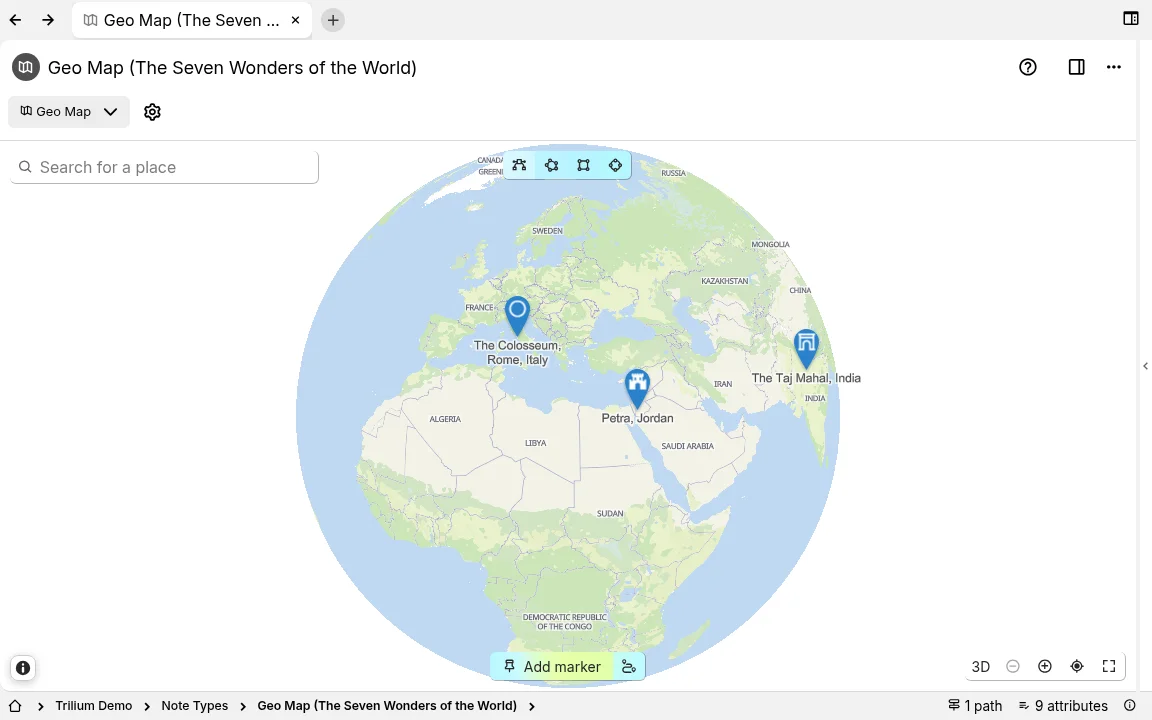 Geo Map (The Seven ...
Geo Map (The Seven Wonders of the World)
Geo Map
Search for a place
CANADA
RUSSIA
SWEDEN
MONGOLIA
KAZAKHSTAN
CHINA
FRANCE
The Colosseum,
Rome, Italy
The Taj Mahal, India
IRAN
INDIA
Petra, Jordan
ALGERIA
LIBYA
SAUDI ARABIA
SUDAN
DEMOCRATIC REPUBLIC
OF THE CONGO
Add marker
3D
Trilium Demo
Note Types
Geo Map (The Seven Wonders of the World)
1 path
9 attributes